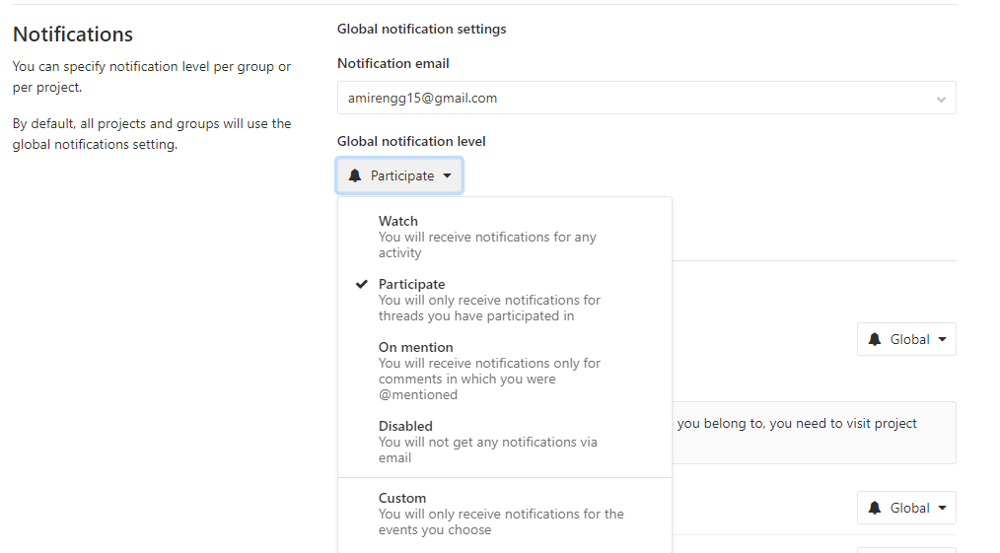 Notifications
You can specify notification level per group or
per project.
By default, all projects and groups will use the
global notifications setting.
Global notification settings
Notification email
amirengg15@gmail.com
Global notification level
Participate
Watch
You will receive notifications for any
activity
Participate
You will only receive notifications for
threads you have participated in
On mention
You will receive notifications only for
comments in which you were
@mentioned
Disabled
You will not get any notifications via
email
Custom
You will only receive notifications for the
events you choose
Global
you belong to, you need to visit project
Global